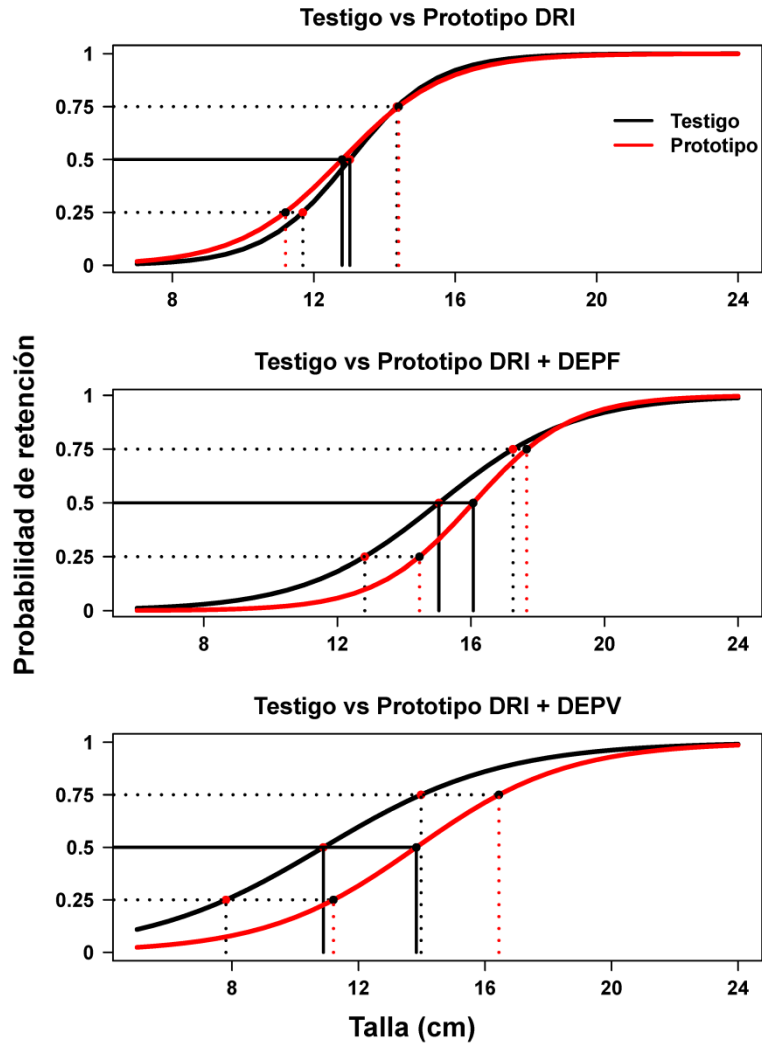 Testigo vs Prototipo DRI
1
0.75
0.5
0.25
0
8 12 16 20 24
Testigo
Prototipo
Testigo vs Prototipo DRI + DEPF
1
0.75
0.5
0.25
0
8 12 16 20 24
Probabilidad de retención
Testigo vs Prototipo DRI + DEPV
1
0.75
0.5
0.25
0
8 12 16 20 24
Talla (cm)